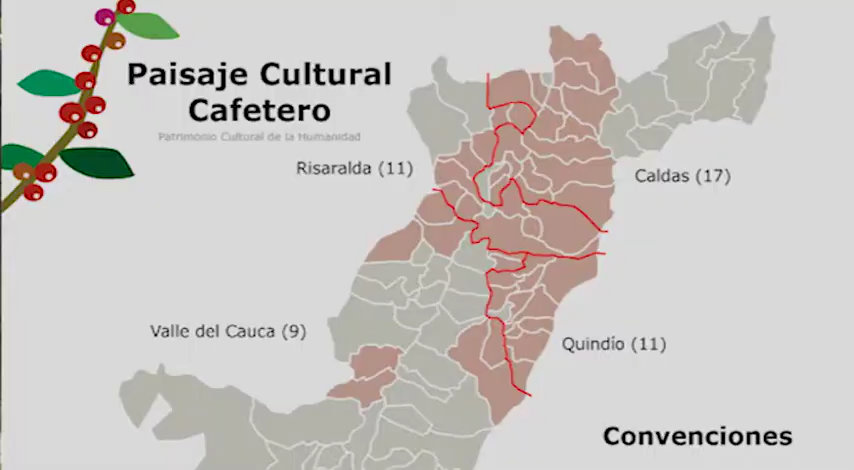 Paisaje Cultural
Cafetero
Patrimonio Cultural de la Humanidad
Risaralda (11)
Caldas (17)
Valle del Cauca (9)
Quindío (11)
Convenciones